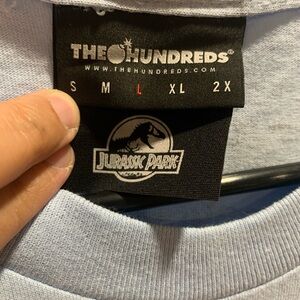 THE HUNDREDS®
WWW.THEHUNDREDS.COM
S M L XL 2X
JURASSIC PARK